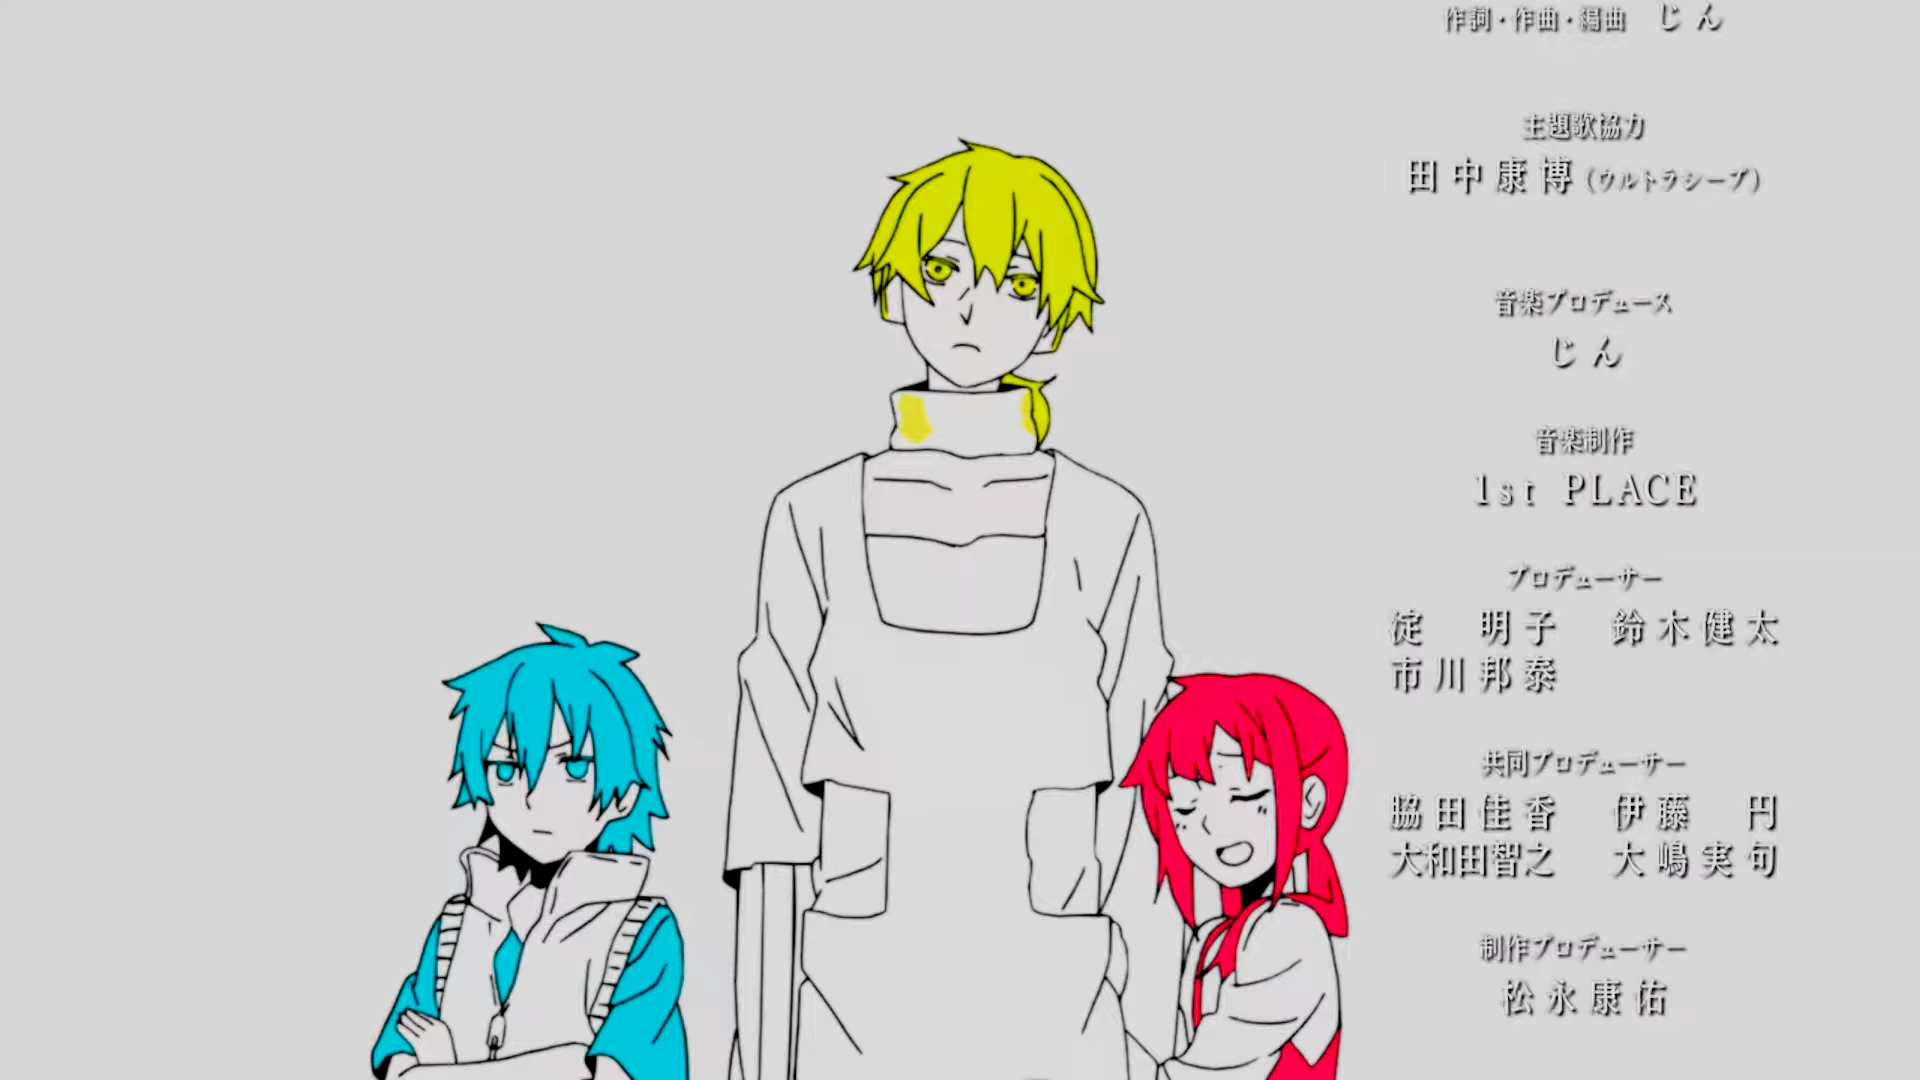 作詞・作曲・編曲　じん
主題歌協力
田中康博（ウルトラシープ）
音楽プロデュース
じん
音楽制作
1st PLACE
プロデューサー
淀　明子　鈴木健太
市川邦泰
共同プロデューサー
脇田佳香　伊藤　円
大和田智之　大嶋実句
制作プロデューサー
松永康佑